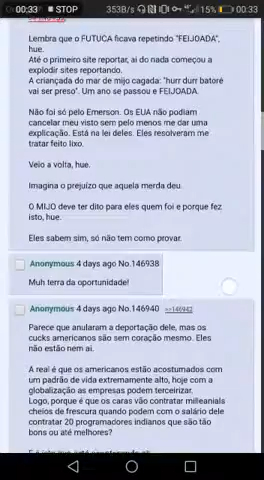 00:33 ■ STOP 353B/s 15% 00:33
Lembra que o FUTUCA ficava repetindo "FEIJOADA",
hue.
Até o primeiro site reportar, ai do nada começou a
explodir sites reportando.
A criançada do mar de mijo cagada: "hurr durr batoré
vai ser preso". Um ano se passou e FEIJOADA.
Não foi só pelo Emerson. Os EUA não podiam
cancelar meu visto sem pelo menos me dar uma
explicação. Está na lei deles. Eles resolveram me
tratar feito lixo.
Veio a volta, hue.
Imagina o prejuízo que aquela merda deu.
O MIJO deve ter dito para eles quem foi e porque fez
isto, hue.
Eles sabem sim, só não tem como provar.
Anonymous 4 days ago No.146938
Muh terra da oportunidade!
Anonymous 4 days ago No.146940 >>146942
Parece que anularam a deportação dele, mas os
cucks americanos são sem coração mesmo. Eles
não estão nem ai.
A real é que os americanos estão acostumados com
um padrão de vida extremamente alto, hoje com a
globalização as empresas podem terceirizar.
Logo, porque é que os caras vão contratar milleanials
cheios de frescura quando podem com o salário dele
contratar 20 programadores indianos que são tão
bons ou até melhores?